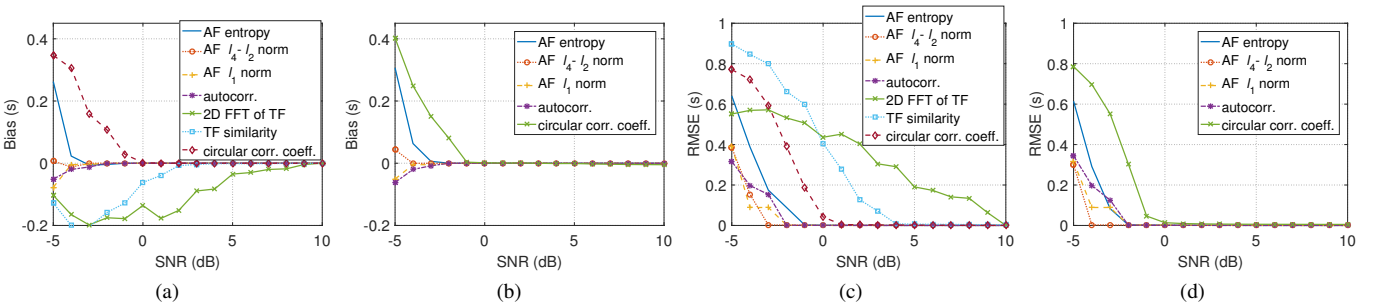 0.4
0.2
0
-0.2
-5
0
5
10
Bias (s)
SNR (dB)
AF entropy
AF l4- l2 norm
AF l1 norm
autocorr.
2D FFT of TF
TF similarity
circular corr. coeff.
(a)
0.4
0.2
0
-0.2
-5
0
5
10
Bias (s)
SNR (dB)
AF entropy
AF l4- l2 norm
AF l1 norm
autocorr.
circular corr. coeff.
(b)
1
0.8
0.6
0.4
0.2
0
-5
0
5
10
RMSE (s)
SNR (dB)
AF entropy
AF l4- l2 norm
AF l1 norm
autocorr.
2D FFT of TF
TF similarity
circular corr. coeff.
(c)
1
0.8
0.6
0.4
0.2
0
-5
0
5
10
RMSE (s)
SNR (dB)
AF entropy
AF l4- l2 norm
AF l1 norm
autocorr.
circular corr. coeff.
(d)